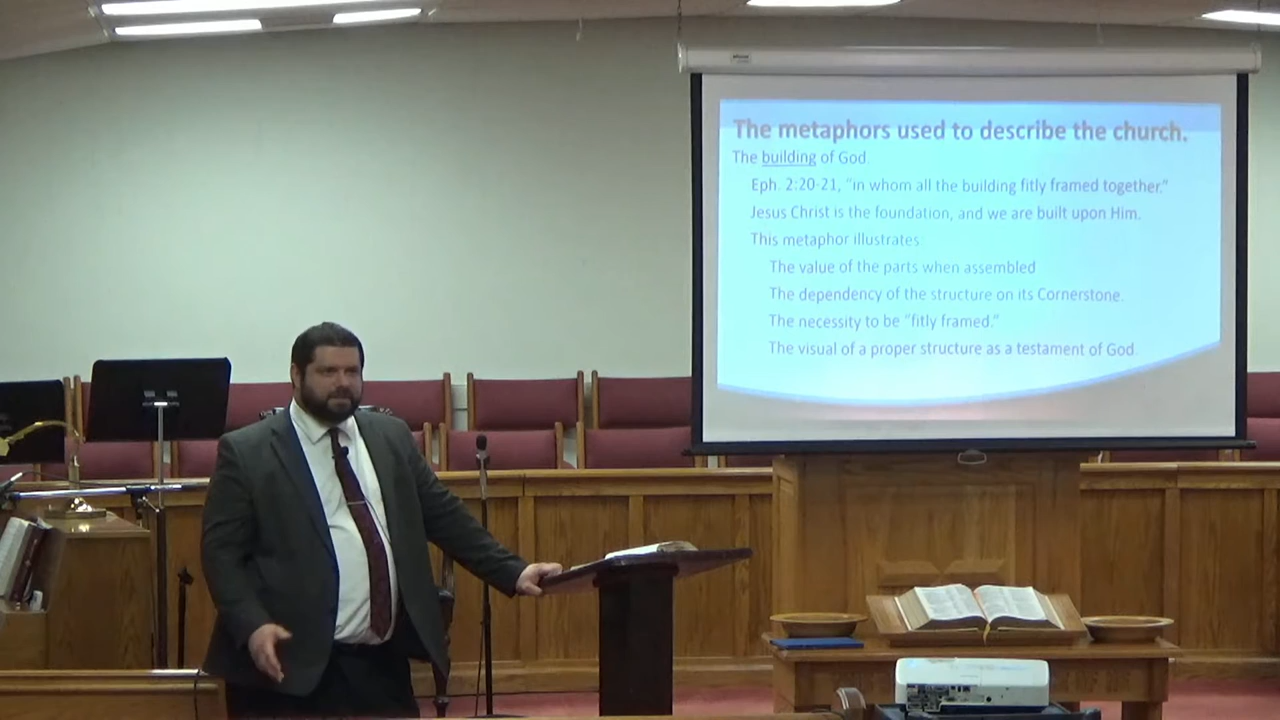 The metaphors used to describe the church.
The building of God.
Eph. 2:20-21, “in whom all the building fitly framed together.”
Jesus Christ is the foundation, and we are built upon Him.
This metaphor illustrates:
The value of the parts when assembled
The dependency of the structure on its Cornerstone.
The necessity to be “fitly framed.“
The visual of a proper structure as a testament of God.